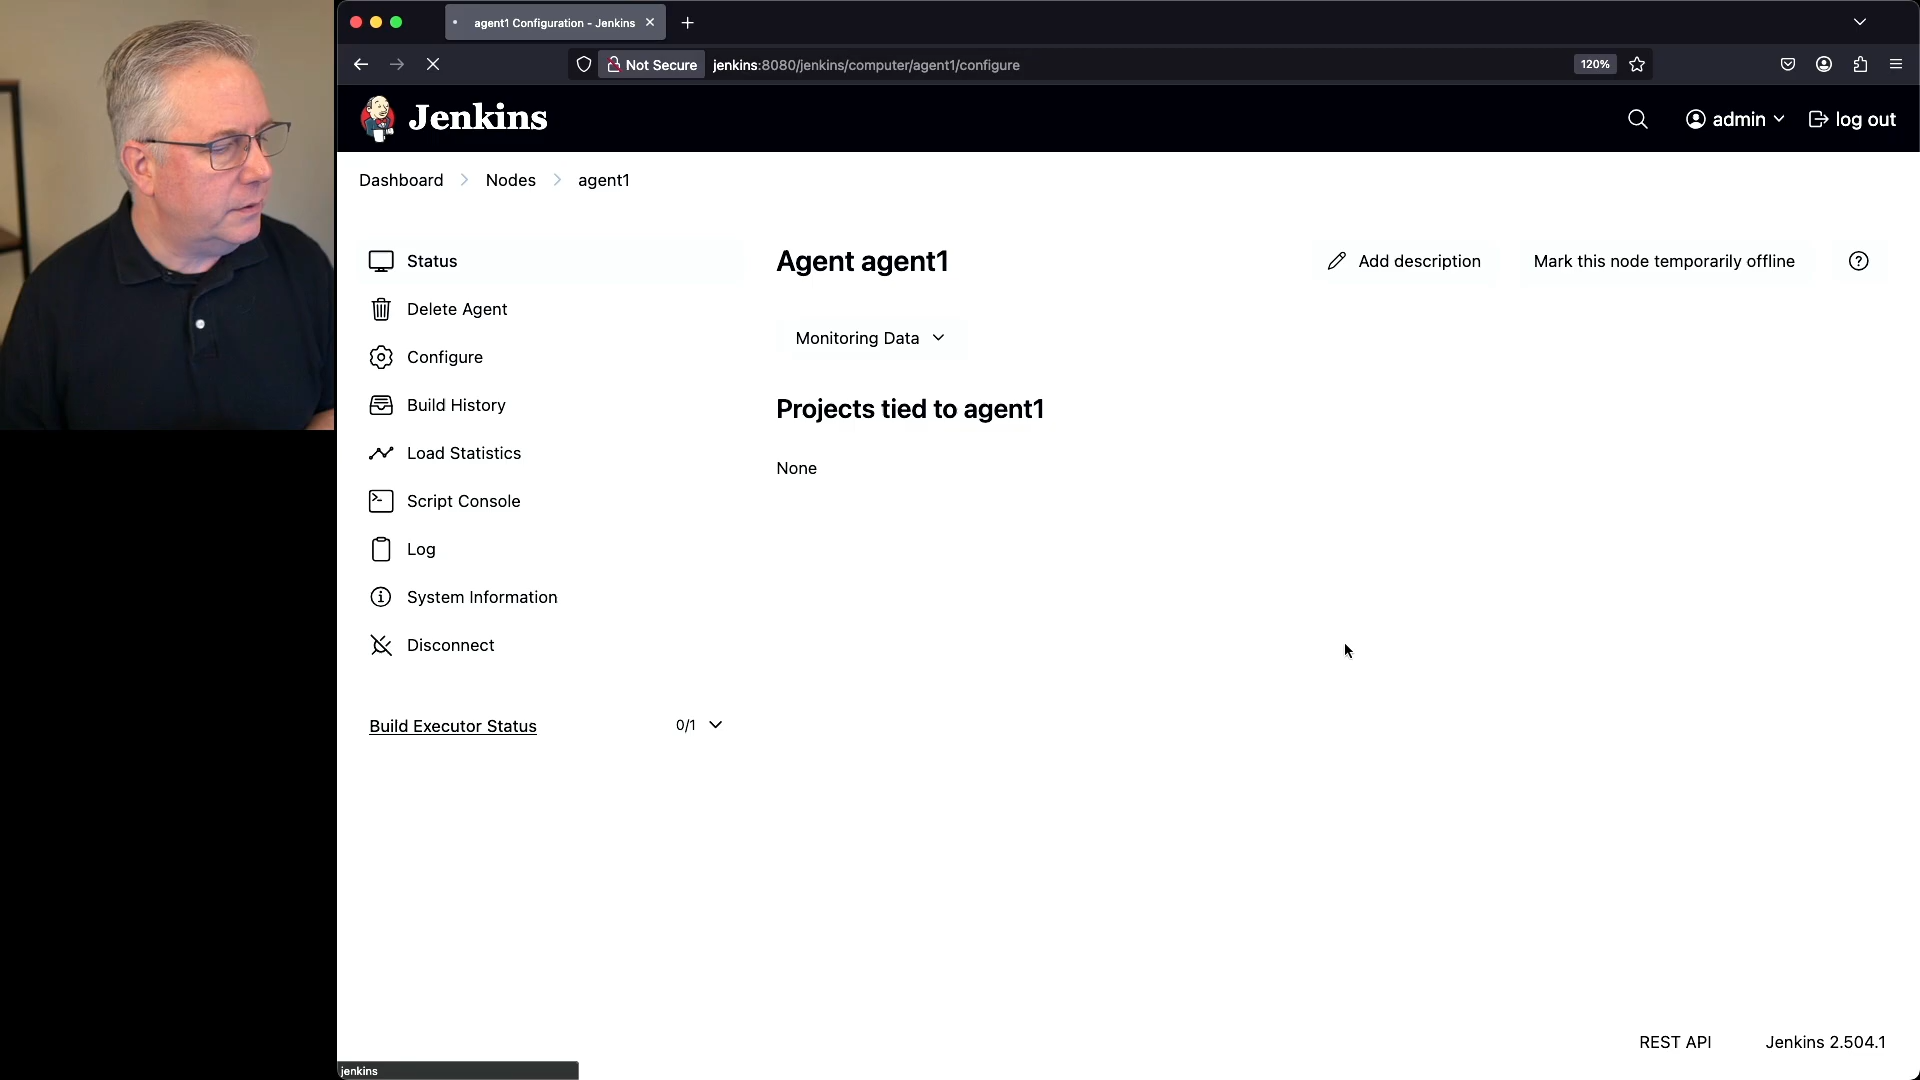 agent1 Configuration - Jenkins
Not Secure jenkins:8080/jenkins/computer/agent1/configure 120%
Jenkins admin log out
Dashboard Nodes agent1
Status
Delete Agent
Configure
Build History
Load Statistics
Script Console
Log
System Information
Disconnect
Build Executor Status 0/1
Agent agent1 Add description Mark this node temporarily offline
Monitoring Data
Projects tied to agent1
None
REST API Jenkins 2.504.1
jenkins